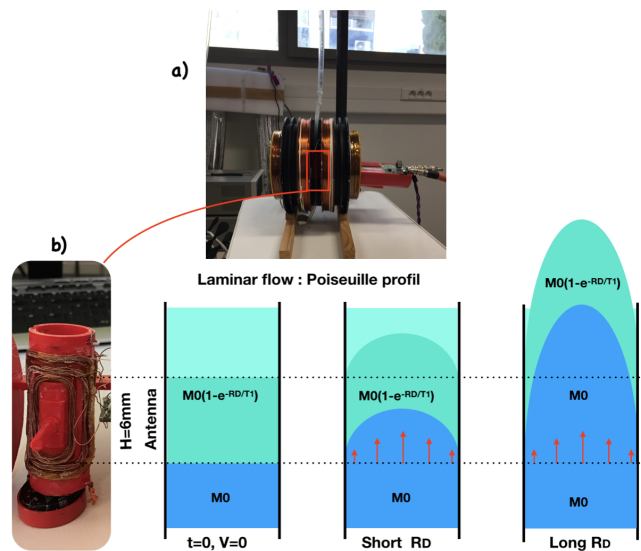 a)
b)
Laminar flow : Poiseuille profil
M0(1-e-RD/T1)
M0(1-e-RD/T1)
M0(1-e-RD/T1)
H=6mm
Antenna
M0
M0
M0
M0
t=0, V=0
Short RD
Long RD